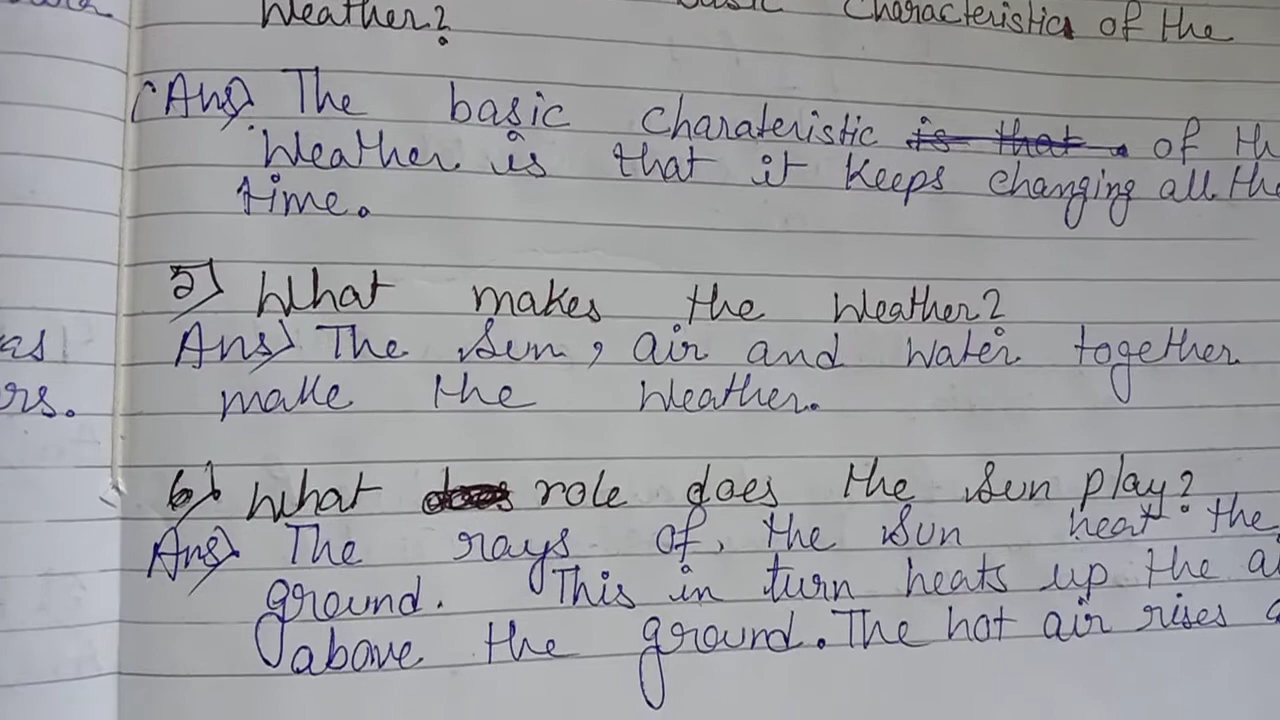 Characteristics of the
Weather?
(Ans) The basic charateristic is that of
Weather is that it keeps changing all the
time.
5) What makes the Weather?
as
Ans) The Sun, air and water together
rs.
make the Weather.
6) What does role does the Sun play?
Ans) The rays of, the Sun heat the
ground. This in turn heats up the
above the ground. The hot air rises